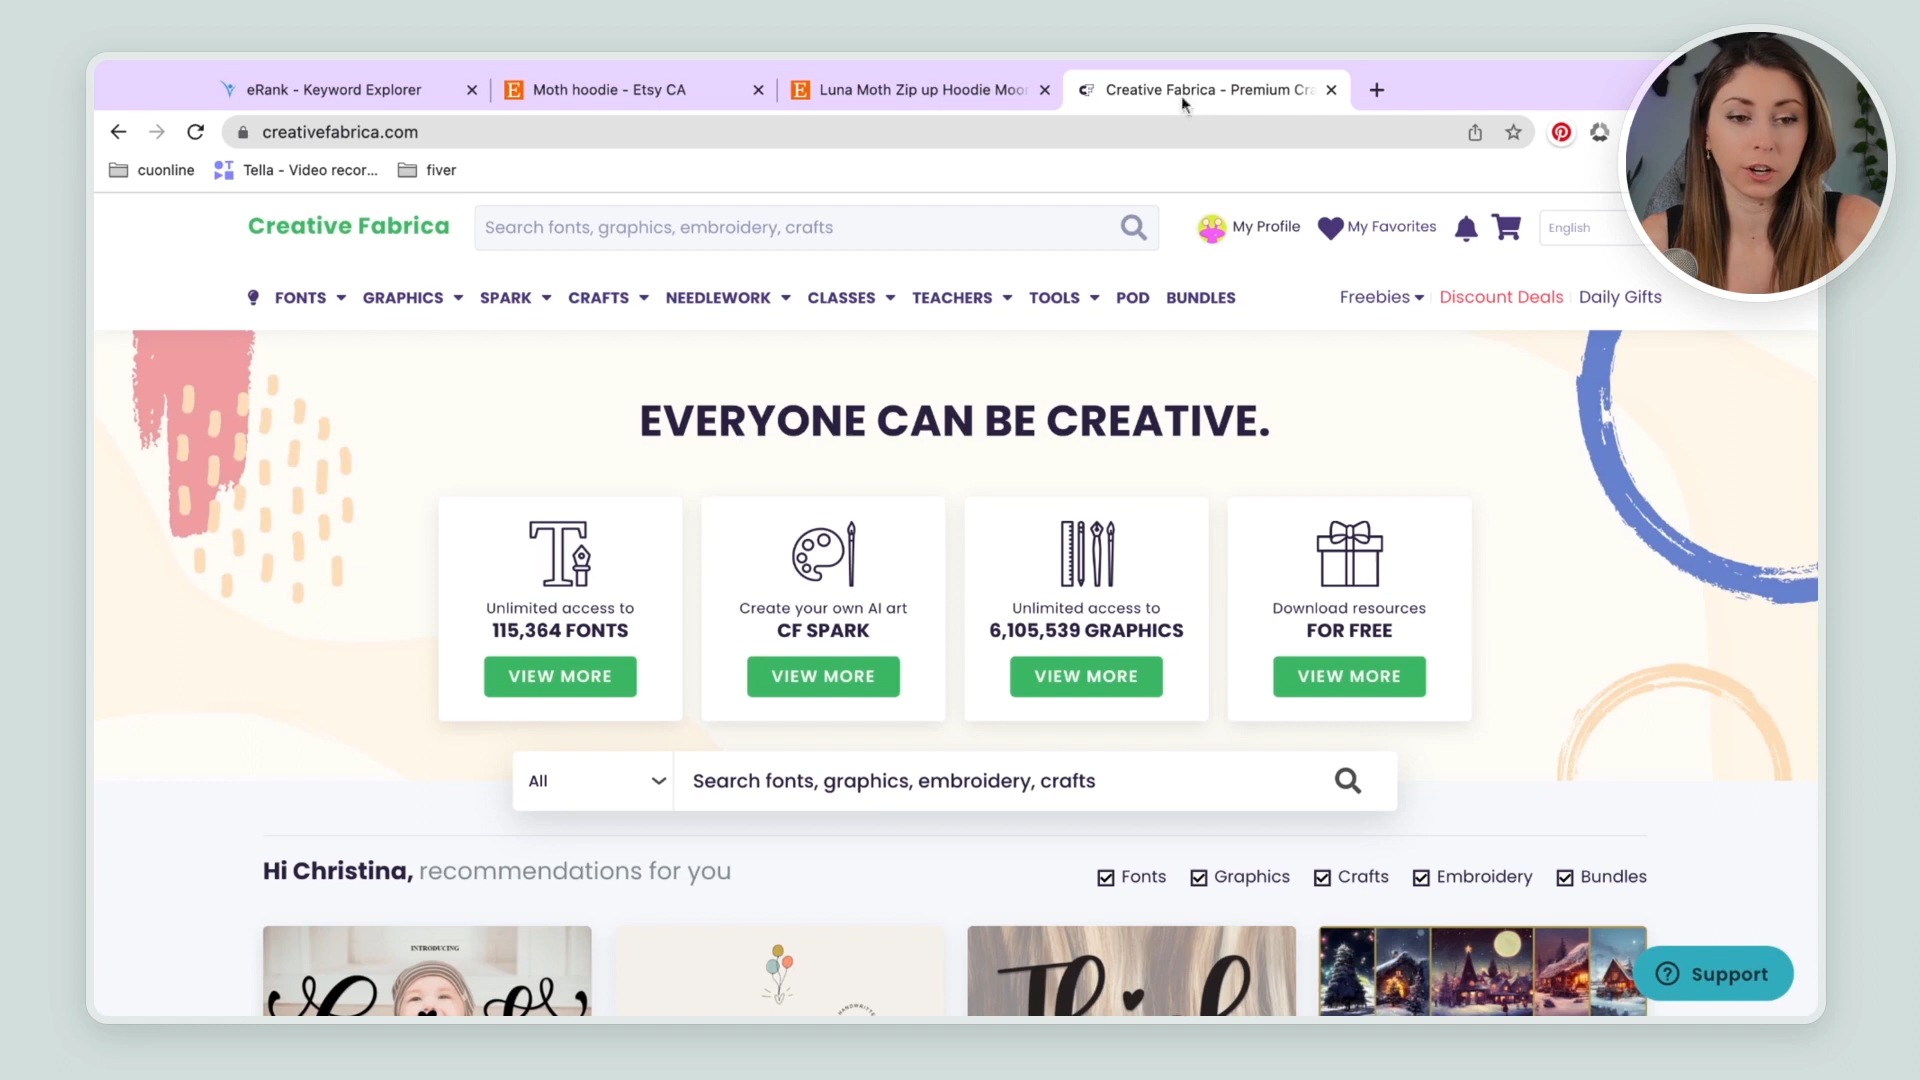 eRank - Keyword Explorer
Moth hoodie - Etsy CA
Luna Moth Zip up Hoodie Moon
Creative Fabrica - Premium Cra
creativefabrica.com
cuonline
Tella - Video recor...
fiver
Creative Fabrica
Search fonts, graphics, embroidery, crafts
My Profile
My Favorites
English
FONTS GRAPHICS SPARK CRAFTS NEEDLEWORK CLASSES TEACHERS TOOLS POD BUNDLES
Freebies Discount Deals Daily Gifts
EVERYONE CAN BE CREATIVE.
Unlimited access to
115,364 FONTS
VIEW MORE
Create your own AI art
CF SPARK
VIEW MORE
Unlimited access to
6,105,539 GRAPHICS
VIEW MORE
Download resources
FOR FREE
VIEW MORE
All
Search fonts, graphics, embroidery, crafts
Hi Christina, recommendations for you
Fonts Graphics Crafts Embroidery Bundles
INTRODUCING
Support